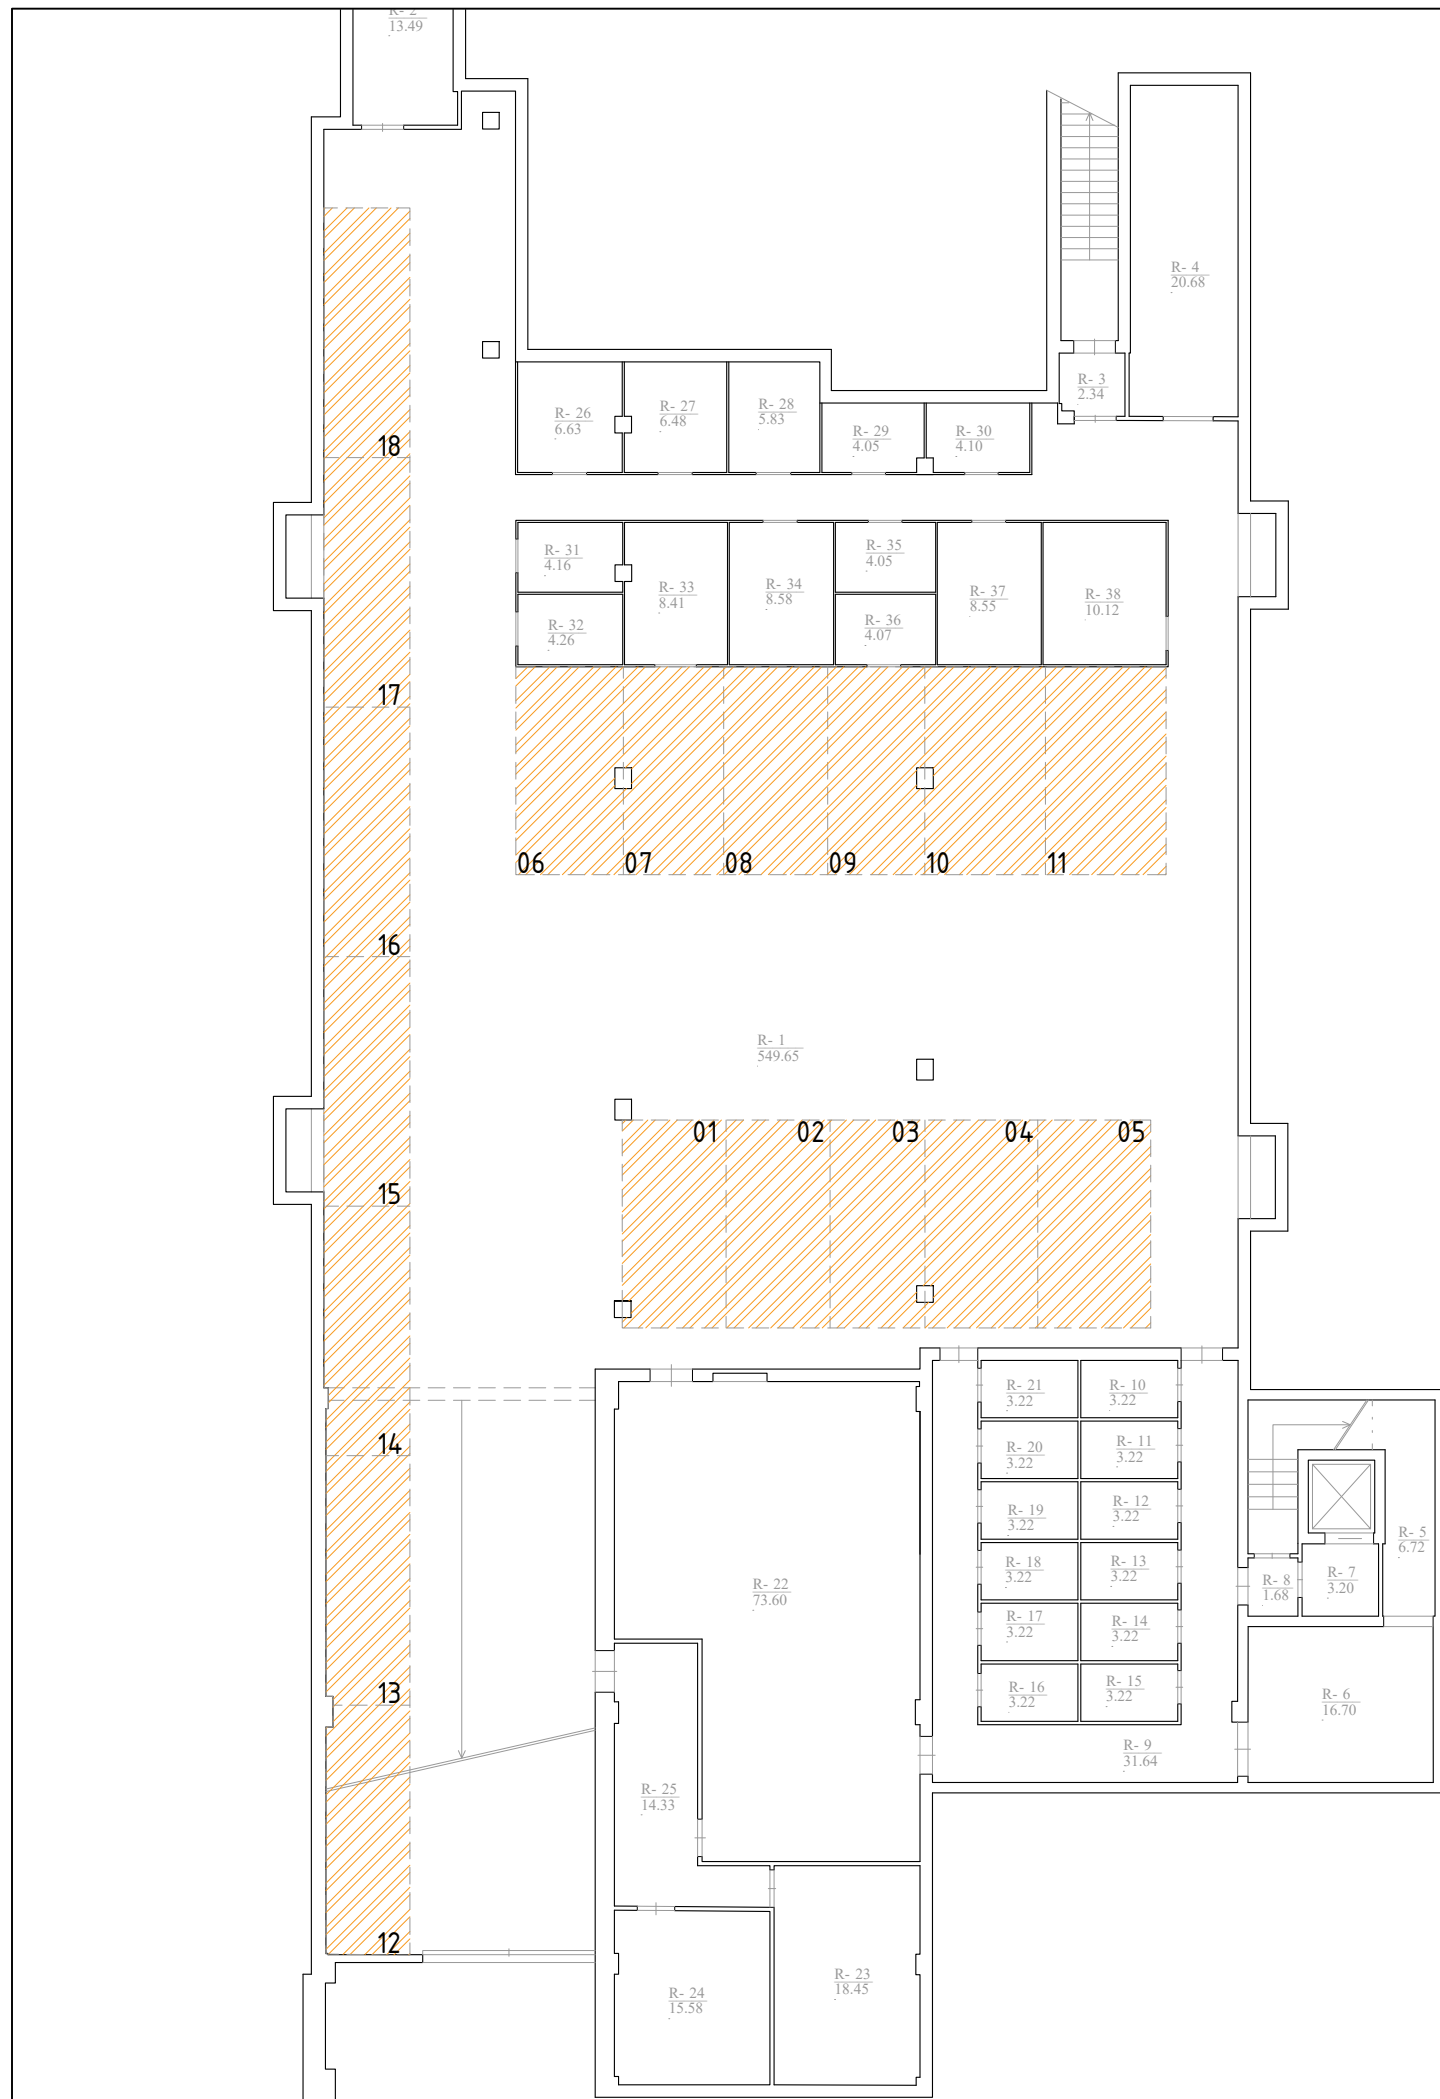 R- 2
13.49
R- 4
20.68
R- 3
2.34
R- 26
6.63
R- 27
6.48
R- 28
5.83
R- 29
4.05
R- 30
4.10
18
R- 31
4.16
R- 32
4.26
R- 33
8.41
R- 34
8.58
R- 35
4.05
R- 36
4.07
R- 37
8.55
R- 38
10.12
17
06
07
08
09
10
11
16
R- 1
549.65
01
02
03
04
05
15
14
R- 21
3.22
R- 10
3.22
R- 20
3.22
R- 11
3.22
R- 19
3.22
R- 12
3.22
R- 18
3.22
R- 13
3.22
R- 17
3.22
R- 14
3.22
R- 16
3.22
R- 15
3.22
R- 5
6.72
R- 8
1.68
R- 7
3.20
R- 22
73.60
13
R- 6
16.70
R- 9
31.64
R- 25
14.33
12
R- 23
18.45
R- 24
15.58